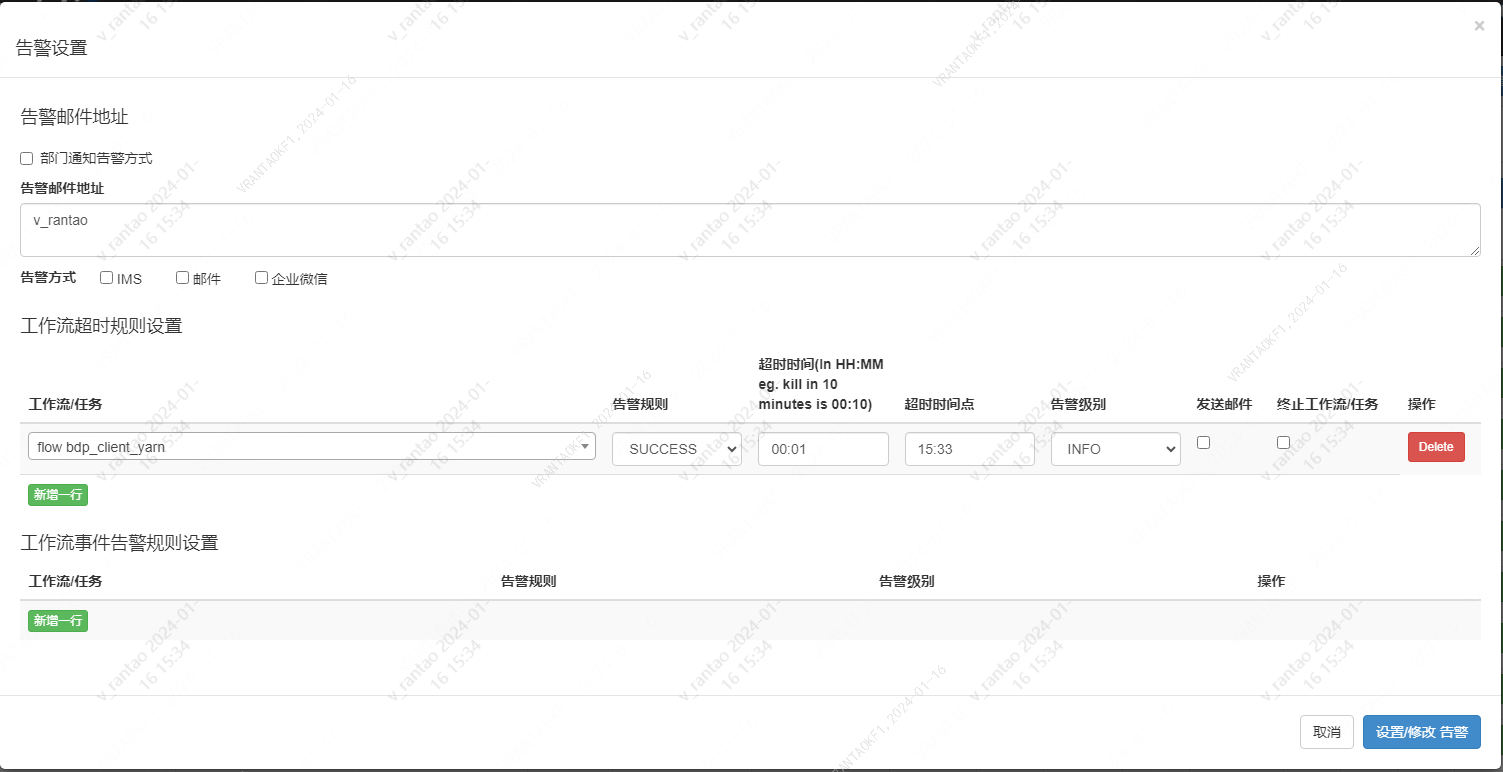 告警设置
×
告警邮件地址
部门通知告警方式
告警邮件地址
v_rantao
告警方式 IMS 邮件 企业微信
工作流超时规则设置
工作流/任务 告警规则 超时时间(In HH:MM eg. kill in 10 minutes is 00:10) 超时时间点 告警级别 发送邮件 终止工作流/任务 操作
flow bdp_client_yarn SUCCESS 00:01 15:33 INFO Delete
新增一行
工作流事件告警规则设置
工作流/任务 告警规则 告警级别 操作
新增一行
取消 设置/修改 告警
v_rantao 2024-01-16 15:34
VRANTAOKF1, 2024-01-16